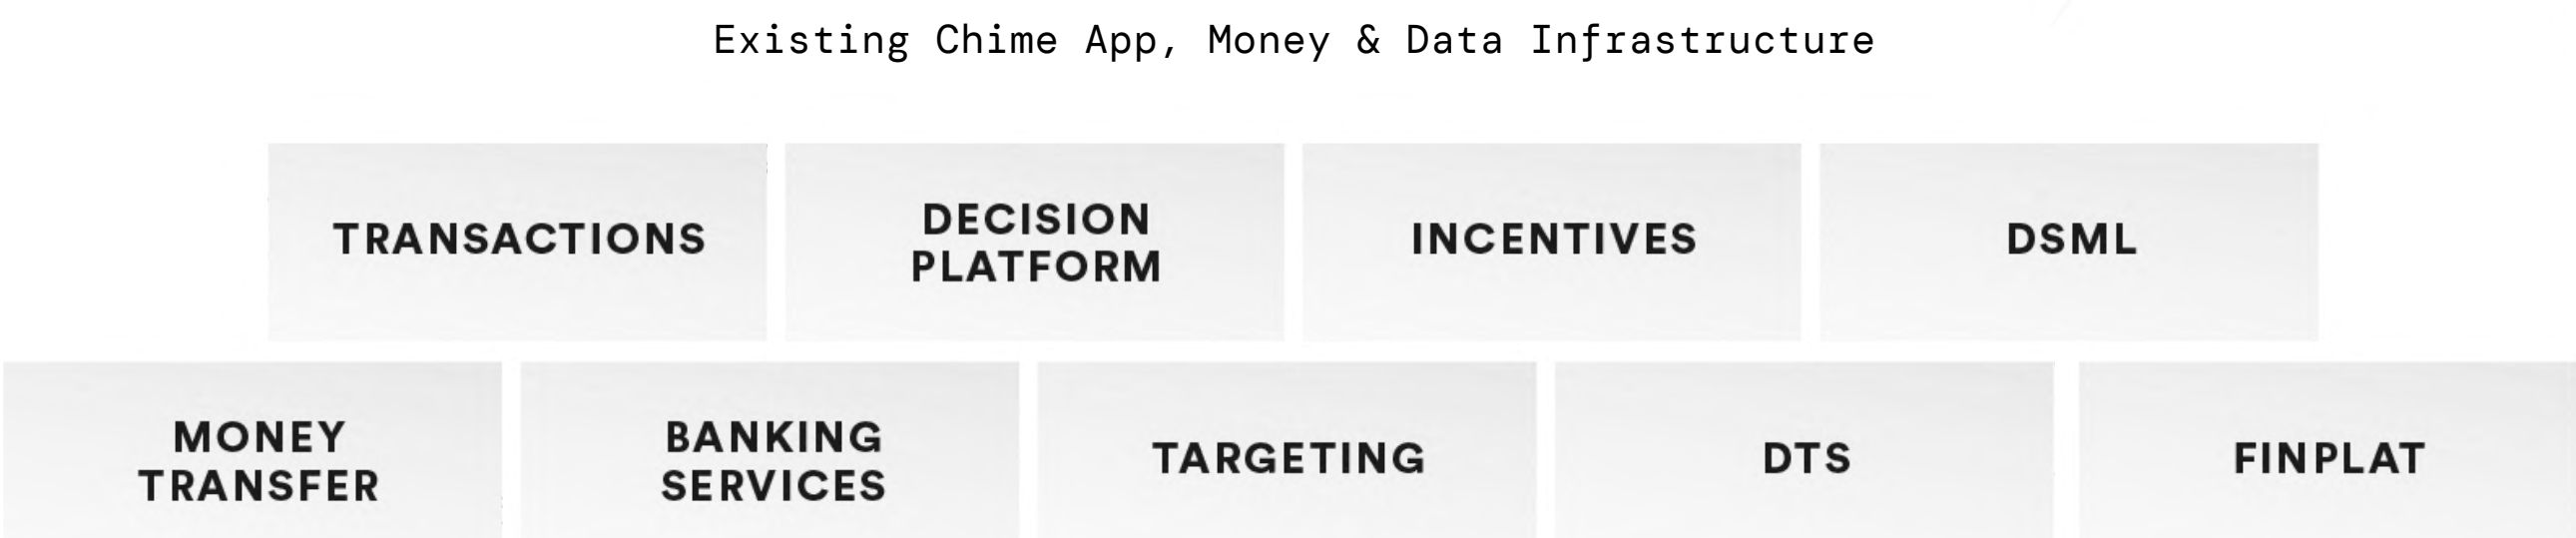 Existing Chime App, Money & Data Infrastructure
TRANSACTIONS
DECISION
PLATFORM
INCENTIVES
DSML
MONEY
TRANSFER
BANKING
SERVICES
TARGETING
DTS
FINPLAT